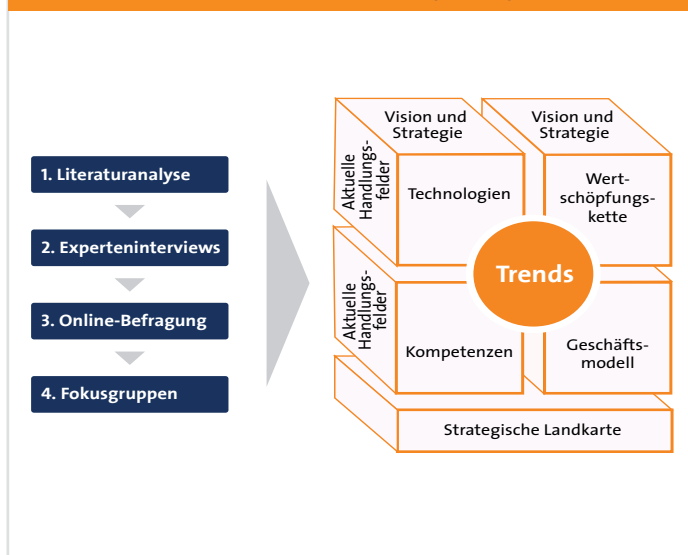 1. Literaturanalyse
2. Experteninterviews
3. Online-Befragung
4. Fokusgruppen
Vision und
Strategie
Vision und
Strategie
Aktuelle
Handlungs-
felder
Technologien
Wert-
schöpfungs-
kette
Trends
Aktuelle
Handlungs-
felder
Kompetenzen
Geschäfts-
modell
Strategische Landkarte